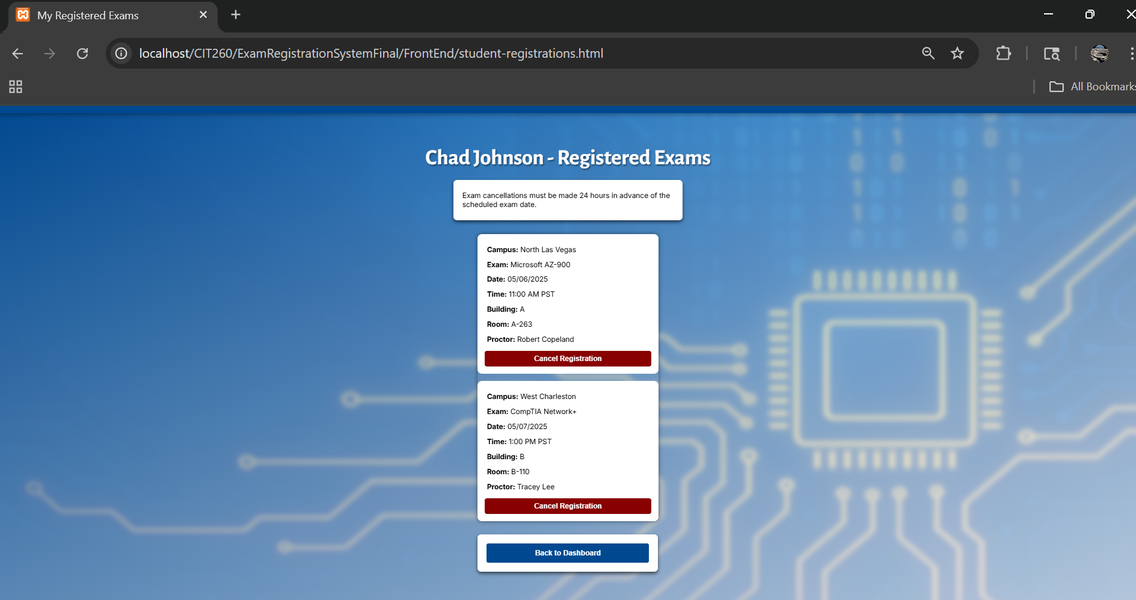 My Registered Exams
localhost/CIT260/ExamRegistrationSystemFinal/FrontEnd/student-registrations.html
All Bookmarks
Chad Johnson - Registered Exams
Exam cancellations must be made 24 hours in advance of the
scheduled exam date.
Campus: North Las Vegas
Exam: Microsoft AZ-900
Date: 05/06/2025
Time: 11:00 AM PST
Building: A
Room: A-263
Proctor: Robert Copeland
Cancel Registration
Campus: West Charleston
Exam: CompTIA Network+
Date: 05/07/2025
Time: 1:00 PM PST
Building: B
Room: B-110
Proctor: Tracey Lee
Cancel Registration
Back to Dashboard